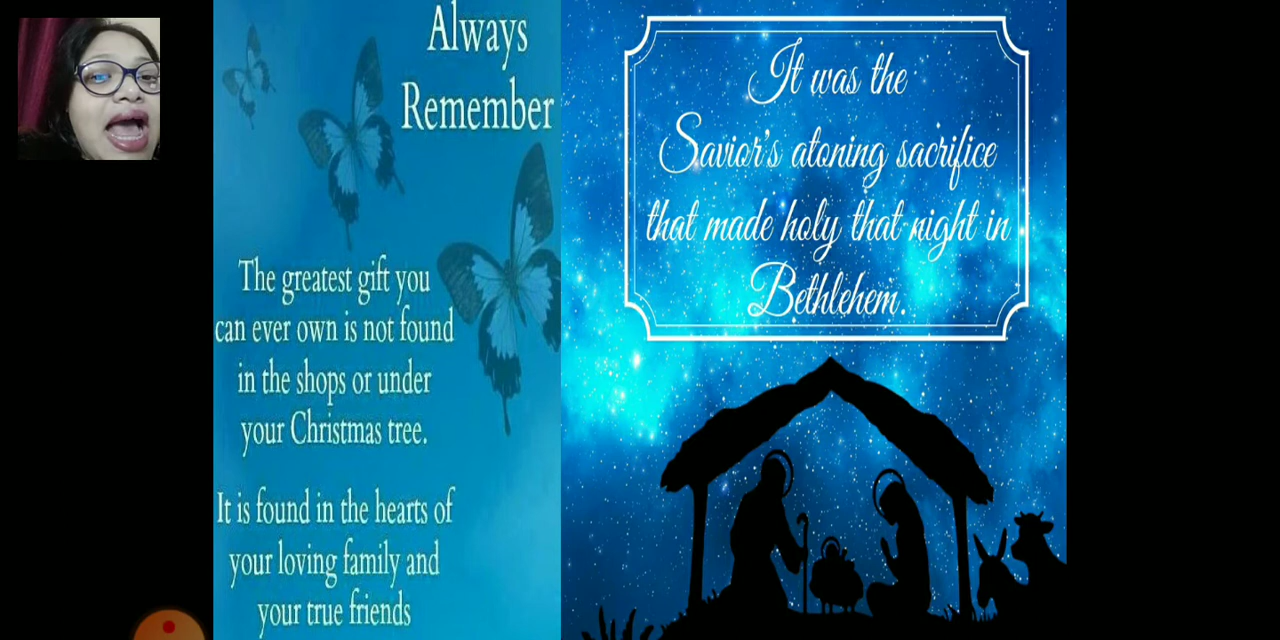 Always
Remember
The greatest gift you
can ever own is not found
in the shops or under
your Christmas tree.
It is found in the hearts of
your loving family and
your true friends
It was the
Savior's atoning sacrifice
that made holy that night in
Bethlehem.